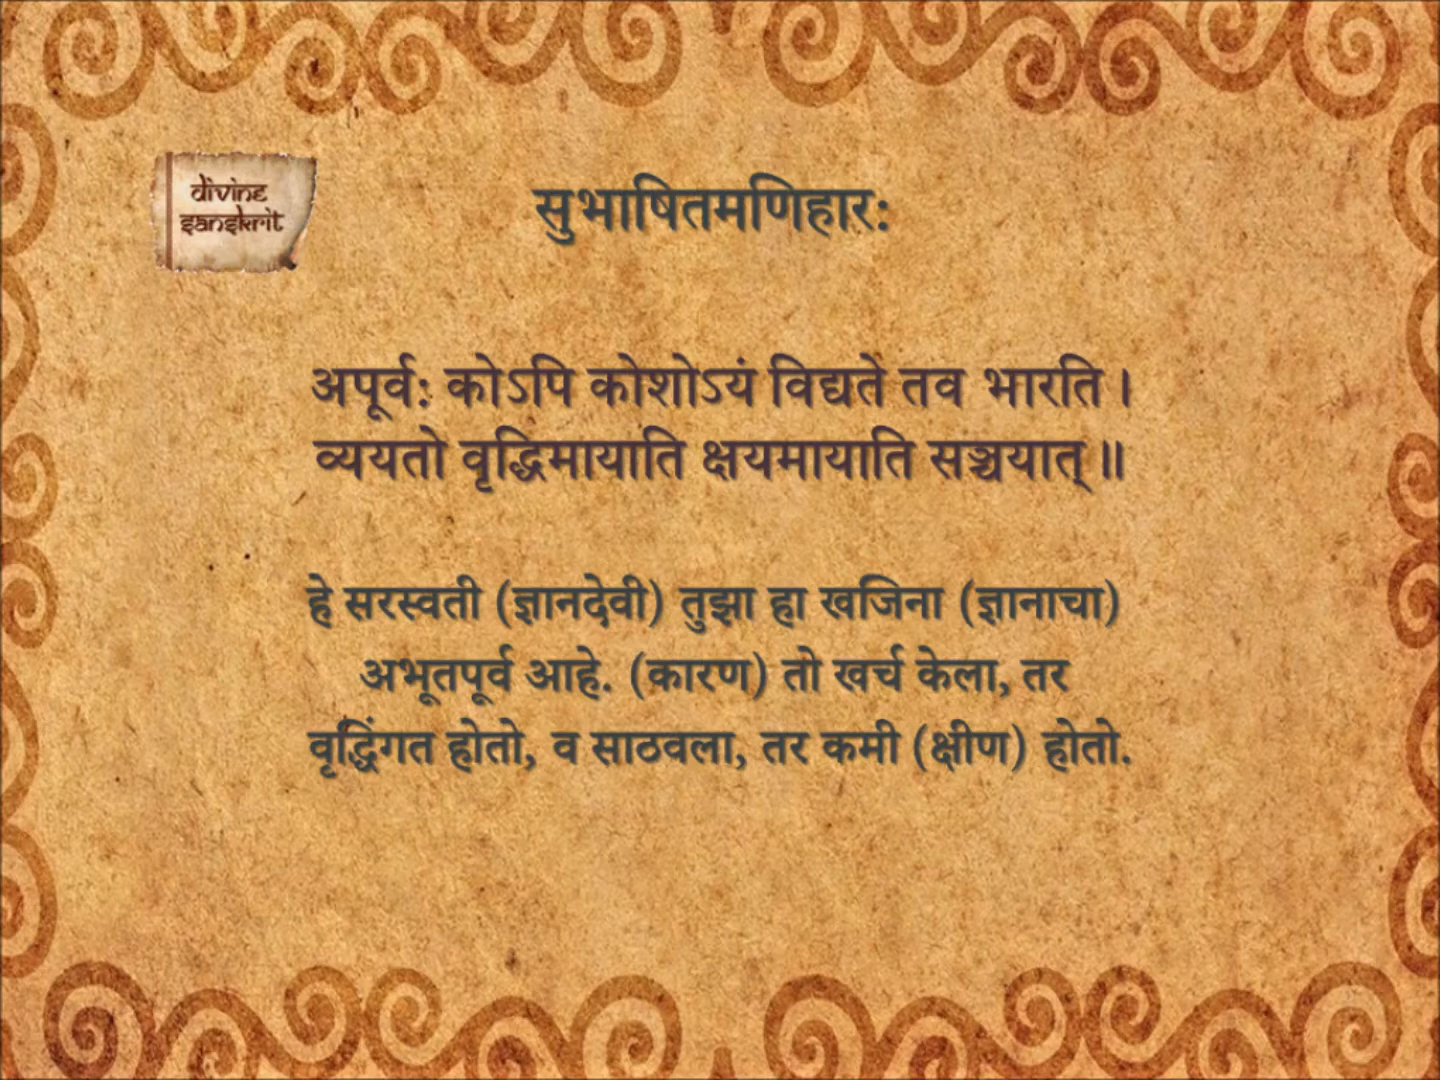 divine
sanskrit
सुभाषितमणिहार:
अपूर्व: कोऽपि कोशोऽयं विद्यते तव भारति ।
व्ययतो वृद्धिमायाति क्षयमायाति सञ्चयात् ॥
हे सरस्वती (ज्ञानदेवी) तुझा हा खजिना (ज्ञानाचा)
अभूतपूर्व आहे. (कारण) तो खर्च केला, तर
वृद्धिंगत होतो, व साठवला, तर कमी (क्षीण) होतो.